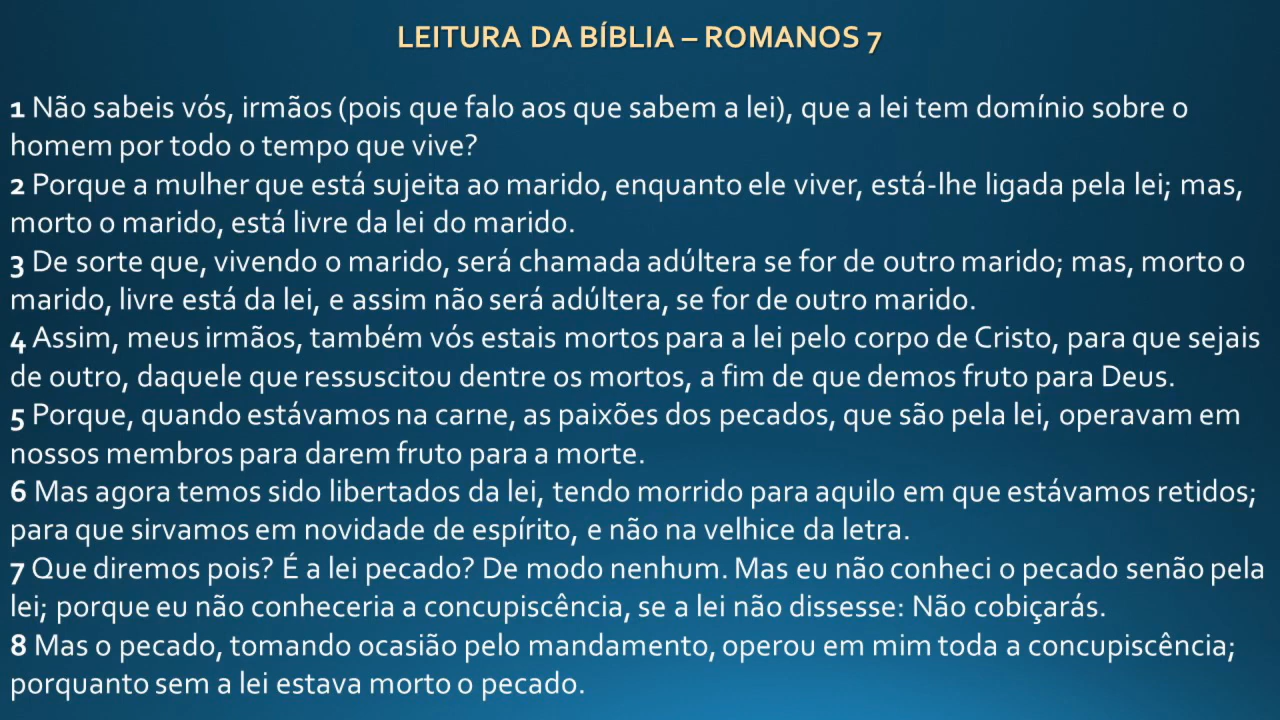 LEITURA DA BÍBLIA – ROMANOS 7
1 Não sabeis vós, irmãos (pois que falo aos que sabem a lei), que a lei tem domínio sobre o
homem por todo o tempo que vive?
2 Porque a mulher que está sujeita ao marido, enquanto ele viver, está-lhe ligada pela lei; mas,
morto o marido, está livre da lei do marido.
3 De sorte que, vivendo o marido, será chamada adúltera se for de outro marido; mas, morto o
marido, livre está da lei, e assim não será adúltera, se for de outro marido.
4 Assim, meus irmãos, também vós estais mortos para a lei pelo corpo de Cristo, para que sejais
de outro, daquele que ressuscitou dentre os mortos, a fim de que demos fruto para Deus.
5 Porque, quando estávamos na carne, as paixões dos pecados, que são pela lei, operavam em
nossos membros para darem fruto para a morte.
6 Mas agora temos sido libertados da lei, tendo morrido para aquilo em que estávamos retidos;
para que sirvamos em novidade de espírito, e não na velhice da letra.
7 Que diremos pois? É a lei pecado? De modo nenhum. Mas eu não conheci o pecado senão pela
lei; porque eu não conheceria a concupiscência, se a lei não dissesse: Não cobiçarás.
8 Mas o pecado, tomando ocasião pelo mandamento, operou em mim toda a concupiscência;
porquanto sem a lei estava morto o pecado.